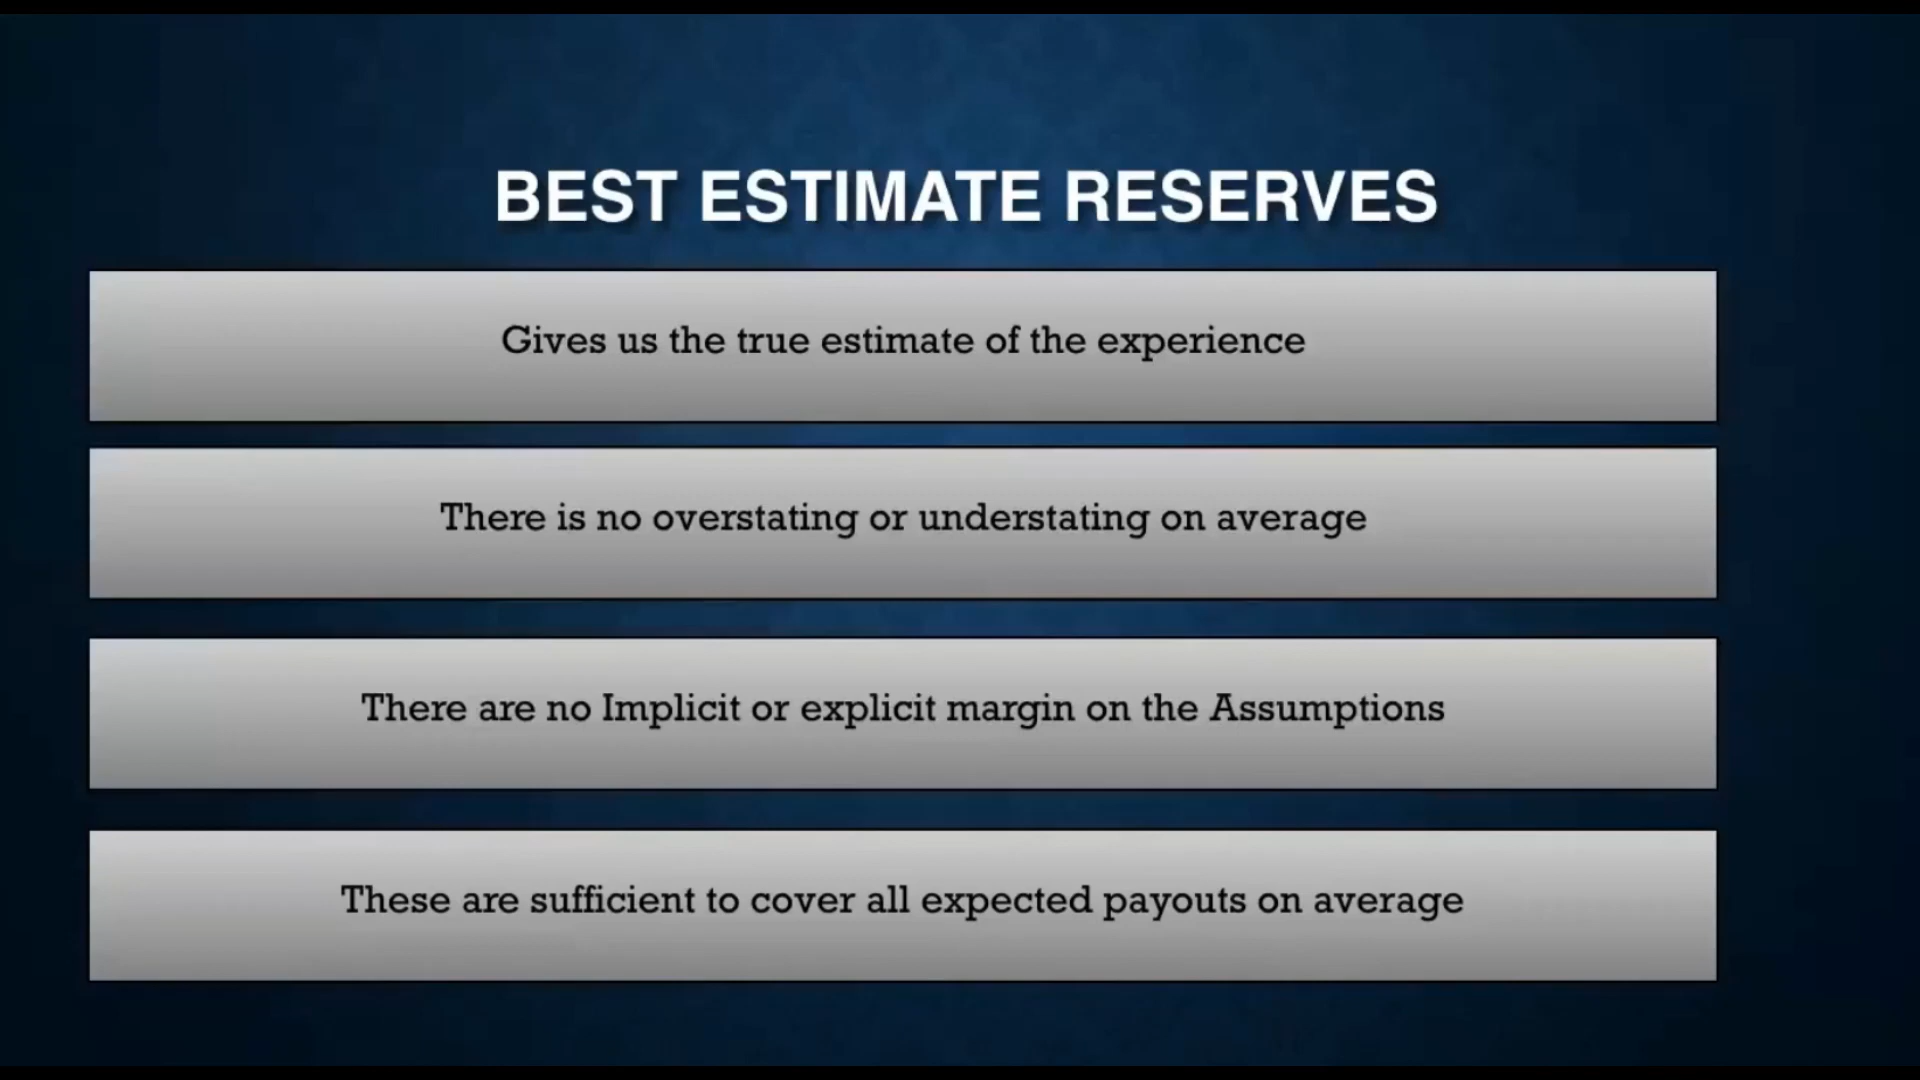 BEST ESTIMATE RESERVES
Gives us the true estimate of the experience
There is no overstating or understating on average
There are no Implicit or explicit margin on the Assumptions
These are sufficient to cover all expected payouts on average